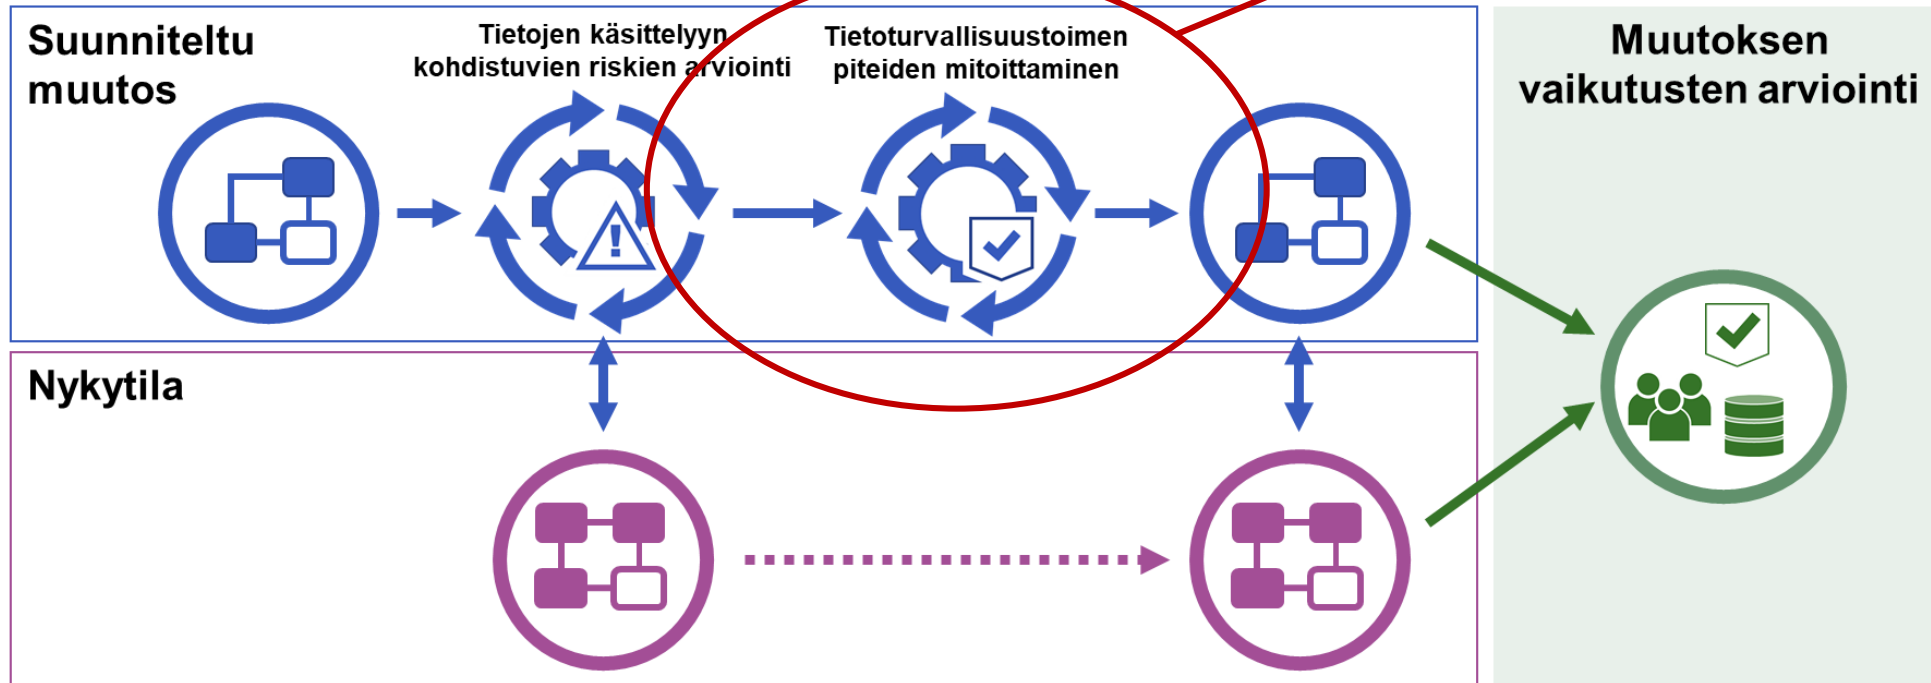 Suunniteltu
muutos
Tietojen käsittelyyn
kohdistuvien riskien arviointi
Tietoturvallisuustoimen
piteiden mitoittaminen
Muutoksen
vaikutusten arviointi
Nykytila